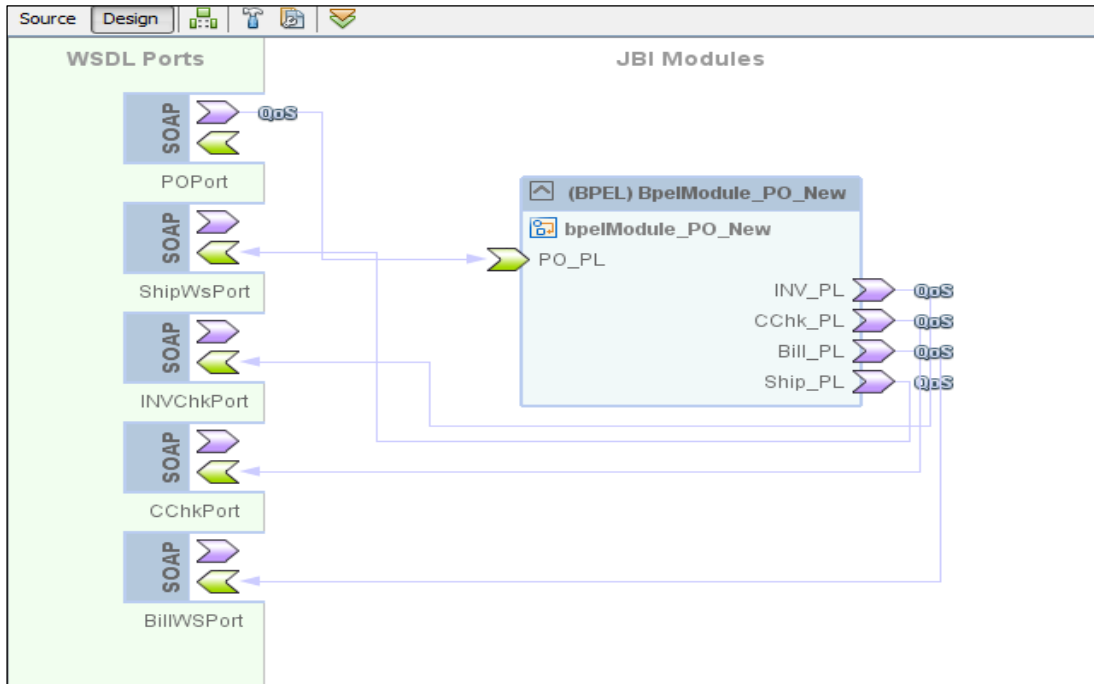 Source Design
WSDL Ports
JBI Modules
SOAP
QoS
POPort
SOAP
ShipWsPort
SOAP
INVChkPort
SOAP
CChkPort
SOAP
BillWSPort
(BPEL) BpelModule_PO_New
bpelModule_PO_New
PO_PL
INV_PL QoS
CChk_PL QoS
Bill_PL QoS
Ship_PL QoS